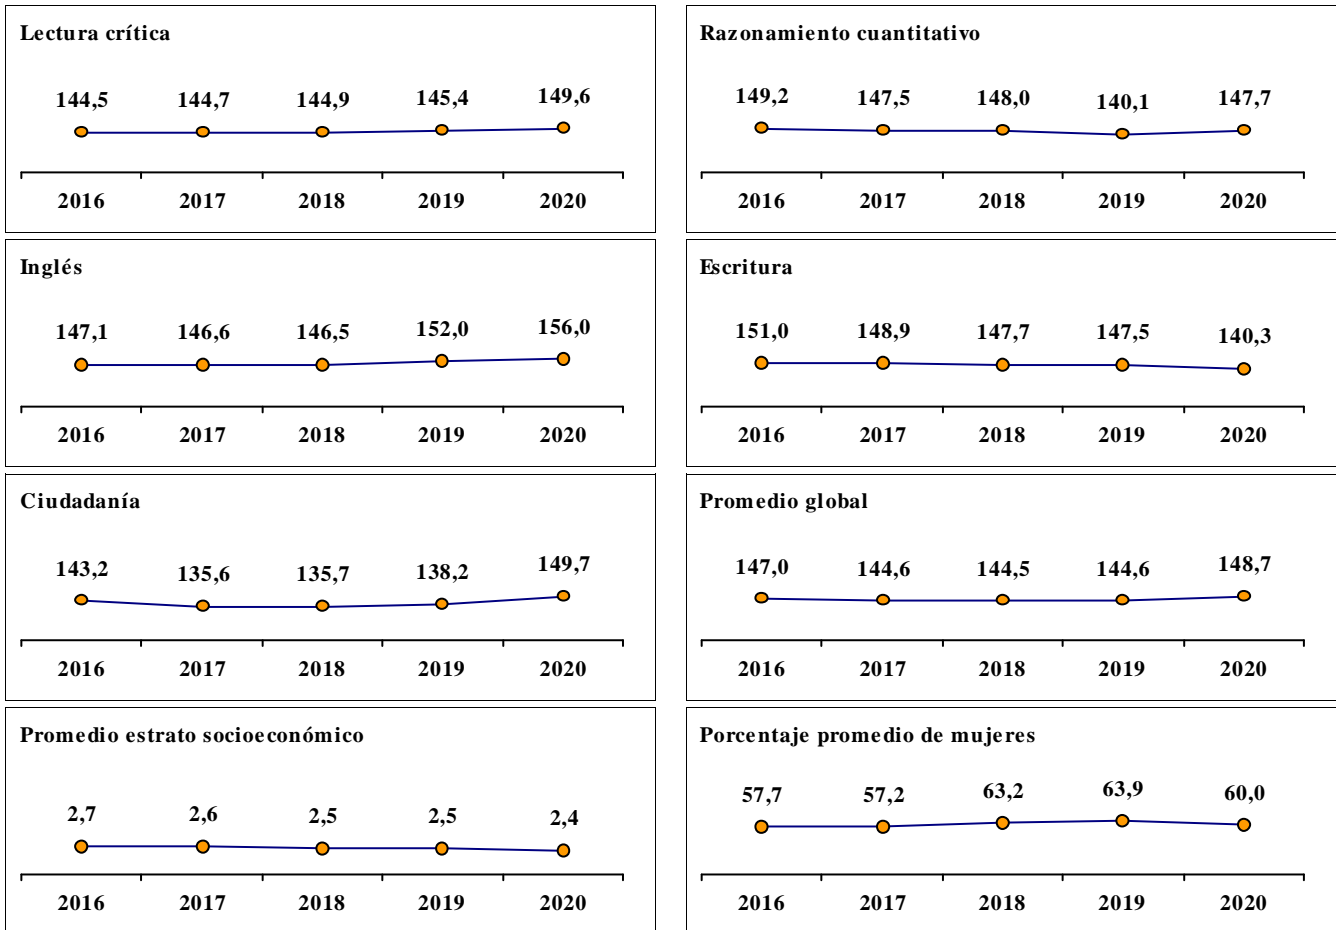 Lectura crítica
144,5 144,7 144,9 145,4 149,6
2016 2017 2018 2019 2020
Razonamiento cuantitativo
149,2 147,5 148,0 140,1 147,7
2016 2017 2018 2019 2020
Inglés
147,1 146,6 146,5 152,0 156,0
2016 2017 2018 2019 2020
Escritura
151,0 148,9 147,7 147,5 140,3
2016 2017 2018 2019 2020
Ciudadanía
143,2 135,6 135,7 138,2 149,7
2016 2017 2018 2019 2020
Promedio global
147,0 144,6 144,5 144,6 148,7
2016 2017 2018 2019 2020
Promedio estrato socioeconómico
2,7 2,6 2,5 2,5 2,4
2016 2017 2018 2019 2020
Porcentaje promedio de mujeres
57,7 57,2 63,2 63,9 60,0
2016 2017 2018 2019 2020